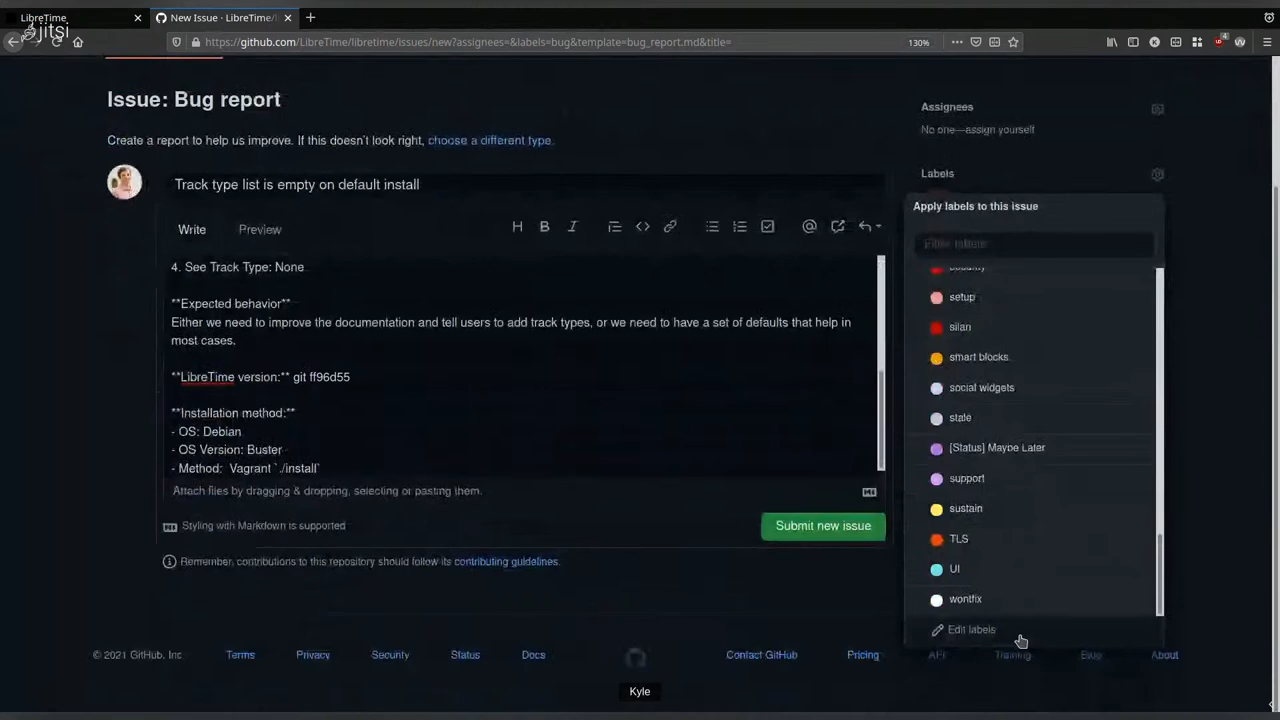 LibreTime
New Issue · LibreTime/li
jitsi
https://github.com/LibreTime/libretime/issues/new?assignees=&labels=bug&template=bug_report.md&title=
130%
4
Issue: Bug report
Create a report to help us improve. If this doesn't look right, choose a different type.
Track type list is empty on default install
Write
Preview
4. See Track Type: None
**Expected behavior**
Either we need to improve the documentation and tell users to add track types, or we need to have a set of defaults that help in
most cases.
**LibreTime version:** git ff96d55
**Installation method:**
- OS: Debian
- OS Version: Buster
- Method:  Vagrant `./install`
Attach files by dragging & dropping, selecting or pasting them.
Styling with Markdown is supported
Submit new issue
Remember, contributions to this repository should follow its contributing guidelines.
Assignees
No one—assign yourself
Labels
Apply labels to this issue
Filter labels
security
setup
silan
smart blocks
social widgets
stale
[Status] Maybe Later
support
sustain
TLS
UI
wontfix
Edit labels
© 2021 GitHub, Inc.
Terms
Privacy
Security
Status
Docs
Contact GitHub
Pricing
API
Training
Blog
About
Kyle